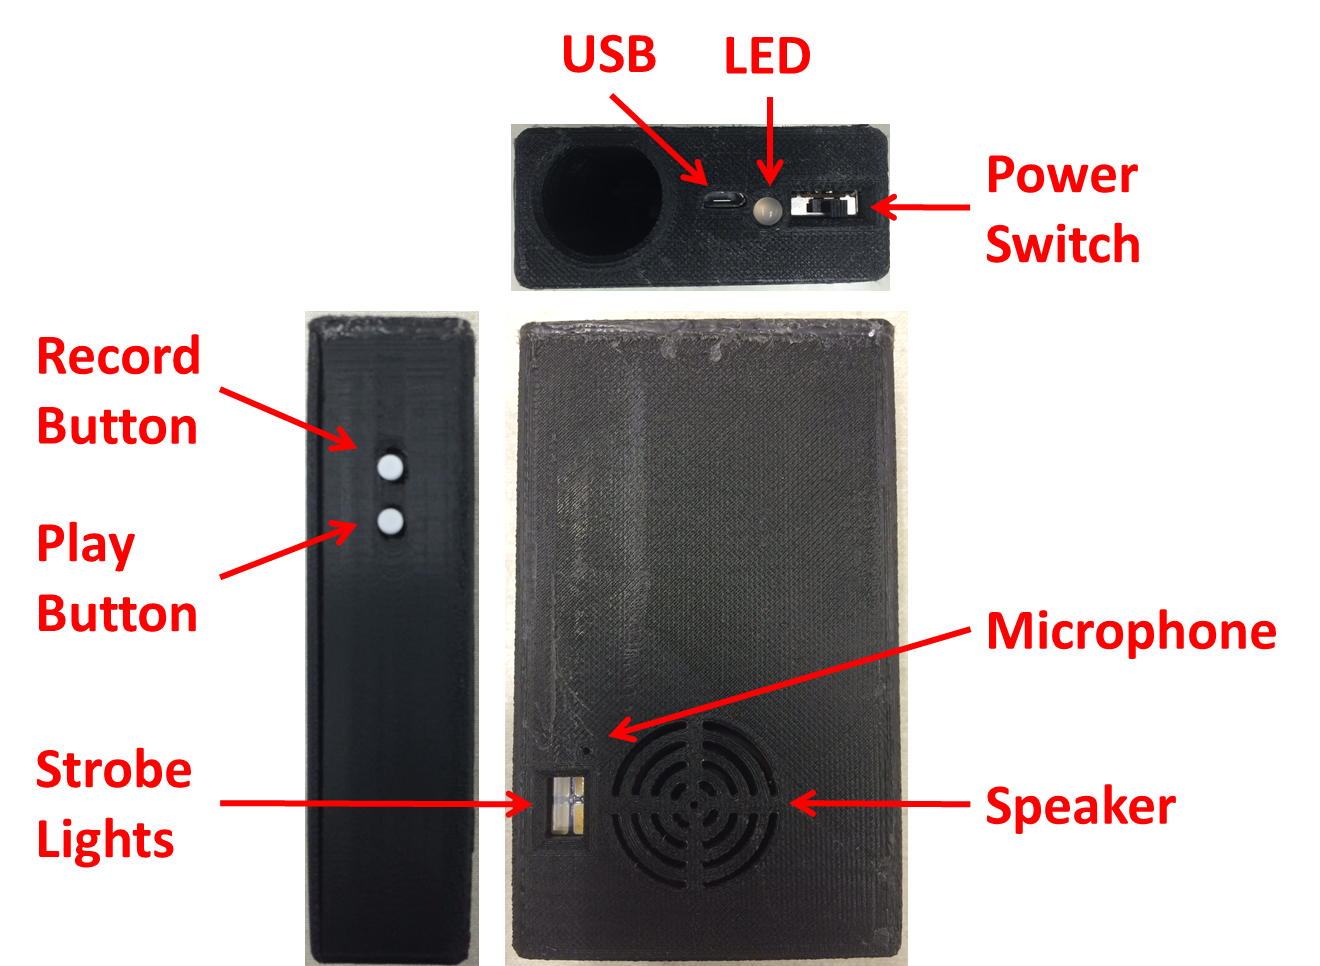 USB
LED
Power
Switch
Record
Button
Play
Button
Microphone
Strobe
Lights
Speaker